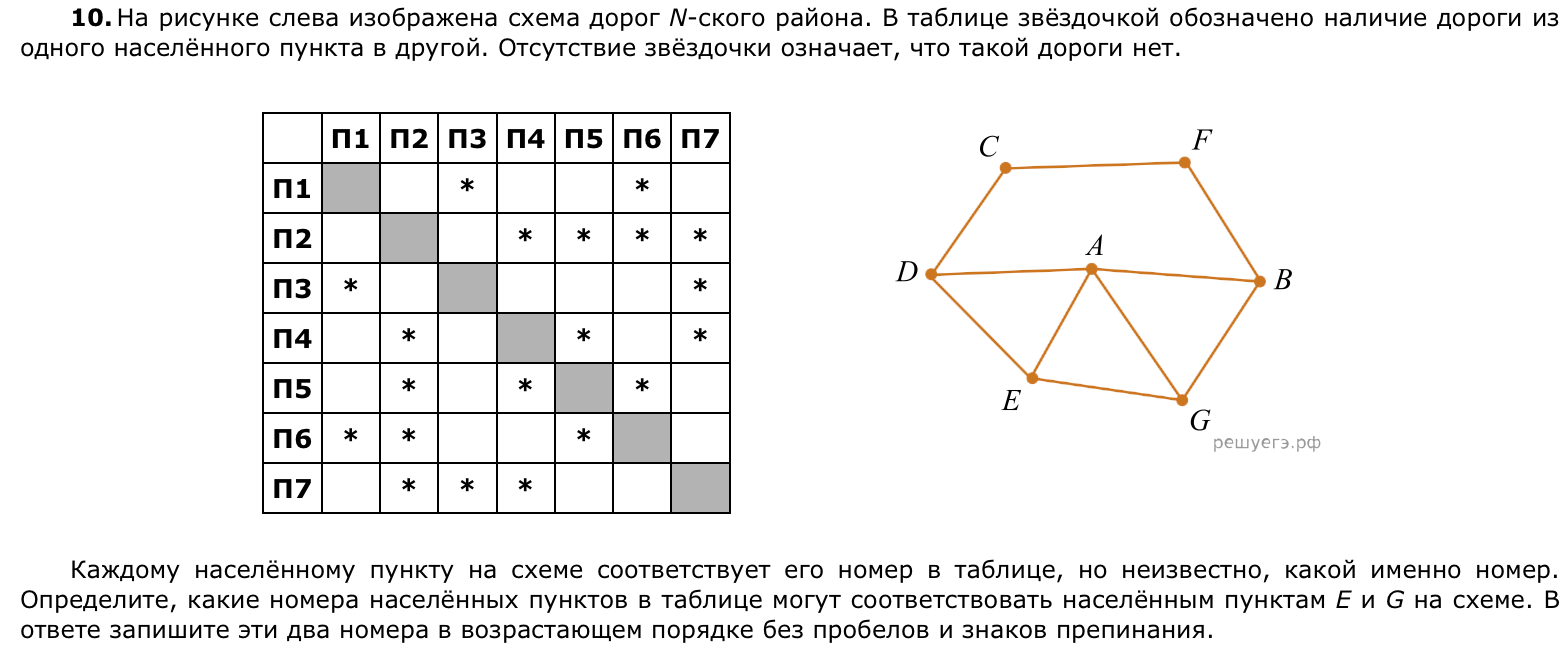 10. На рисунке слева изображена схема дорог N-ского района. В таблице звёздочкой обозначено наличие дороги из
одного населённого пункта в другой. Отсутствие звёздочки означает, что такой дороги нет.
П1 П2 П3 П4 П5 П6 П7
П1 * *
П2 * * * *
П3 * *
П4 * * *
П5 * * *
П6 * * *
П7 * * *
C F
A
D B
E
G
решуегэ.рф
Каждому населённому пункту на схеме соответствует его номер в таблице, но неизвестно, какой именно номер.
Определите, какие номера населённых пунктов в таблице могут соответствовать населённым пунктам E и G на схеме. В
ответе запишите эти два номера в возрастающем порядке без пробелов и знаков препинания.